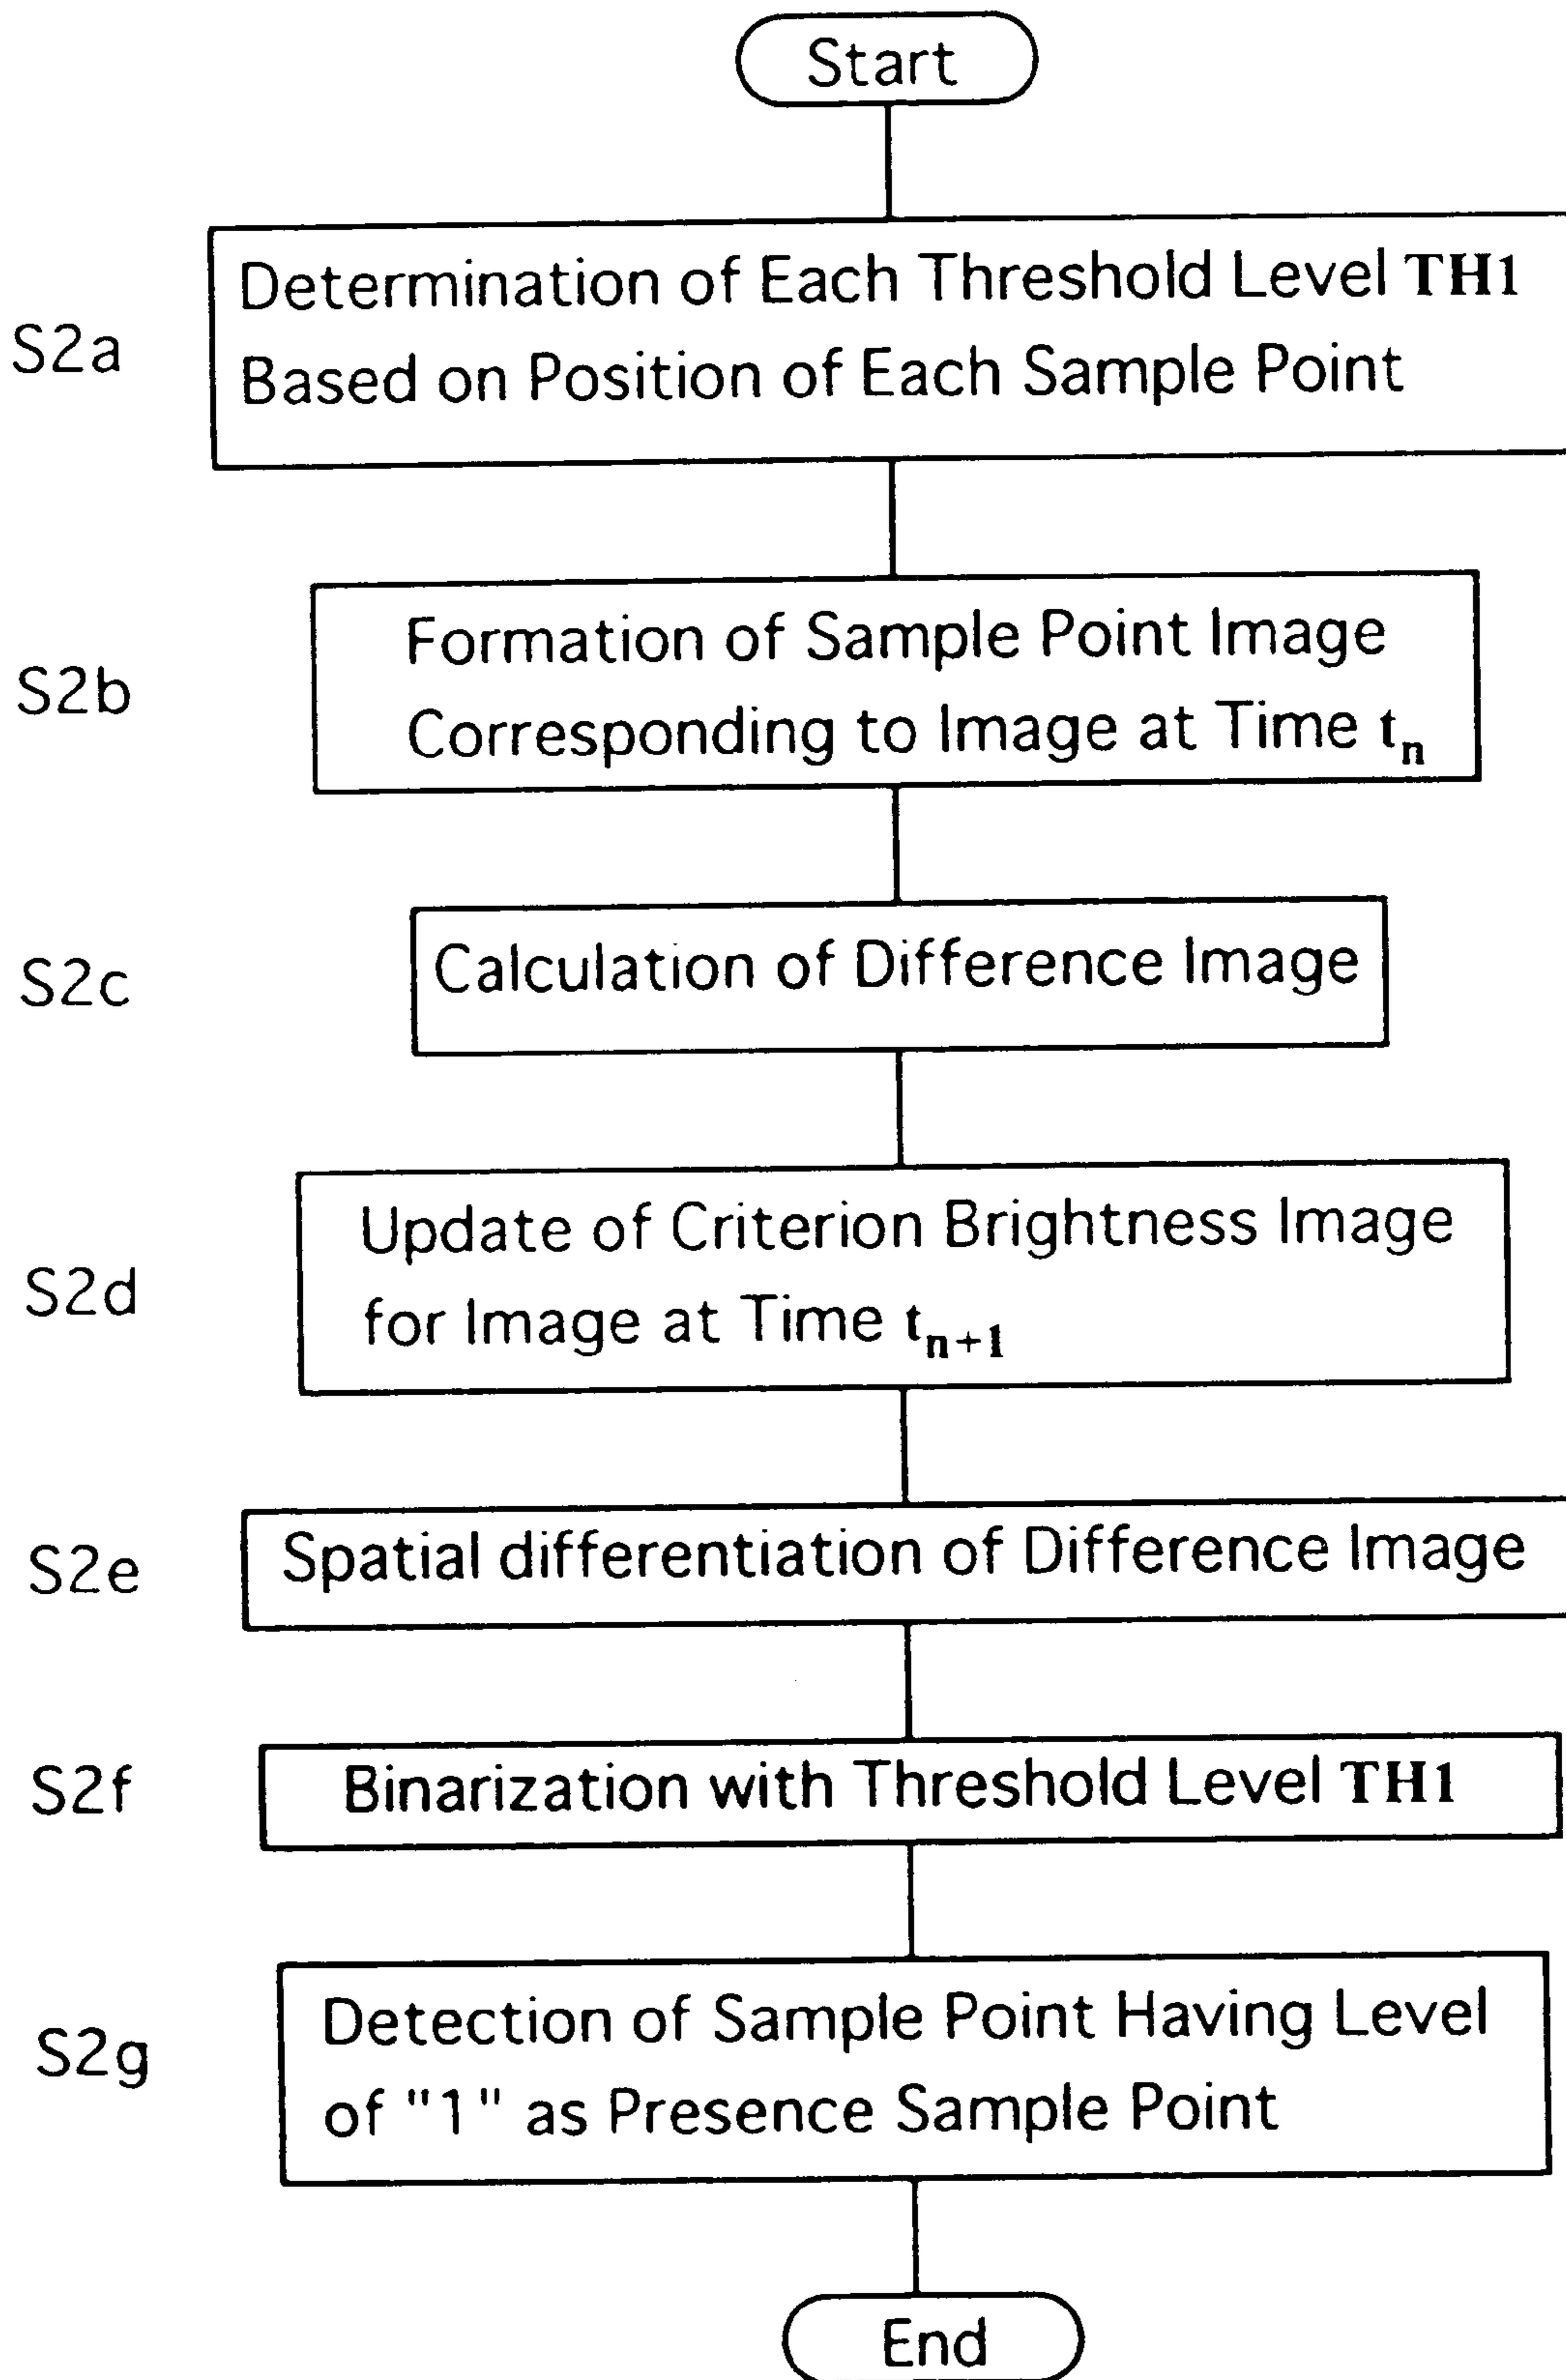 Start
S2a
Determination of Each Threshold Level TH1
Based on Position of Each Sample Point
S2b
Formation of Sample Point Image
Corresponding to Image at Time tₙ
S2c
Calculation of Difference Image
S2d
Update of Criterion Brightness Image
for Image at Time tₙ₊₁
S2e
Spatial differentiation of Difference Image
S2f
Binarization with Threshold Level TH1
S2g
Detection of Sample Point Having Level
of "1" as Presence Sample Point
End